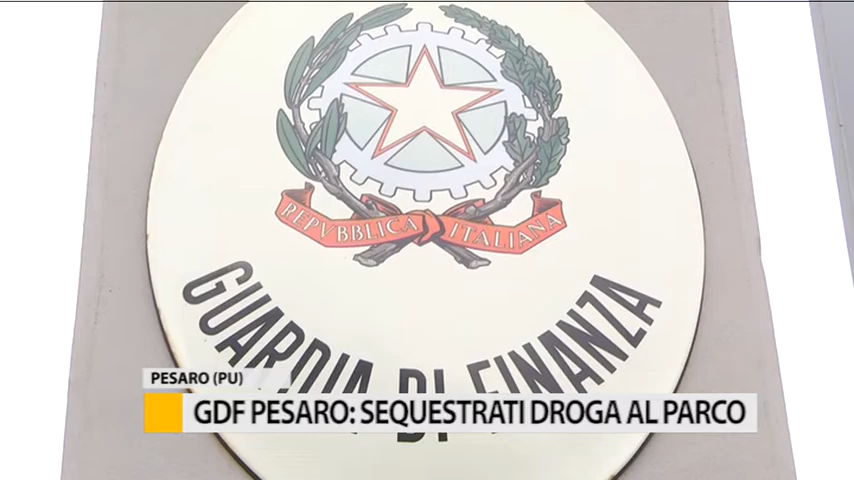 REPVBBLICA ITALIANA
GUARDIA DI FINANZA
PESARO (PU)
GDF PESARO: SEQUESTRATI DROGA AL PARCO